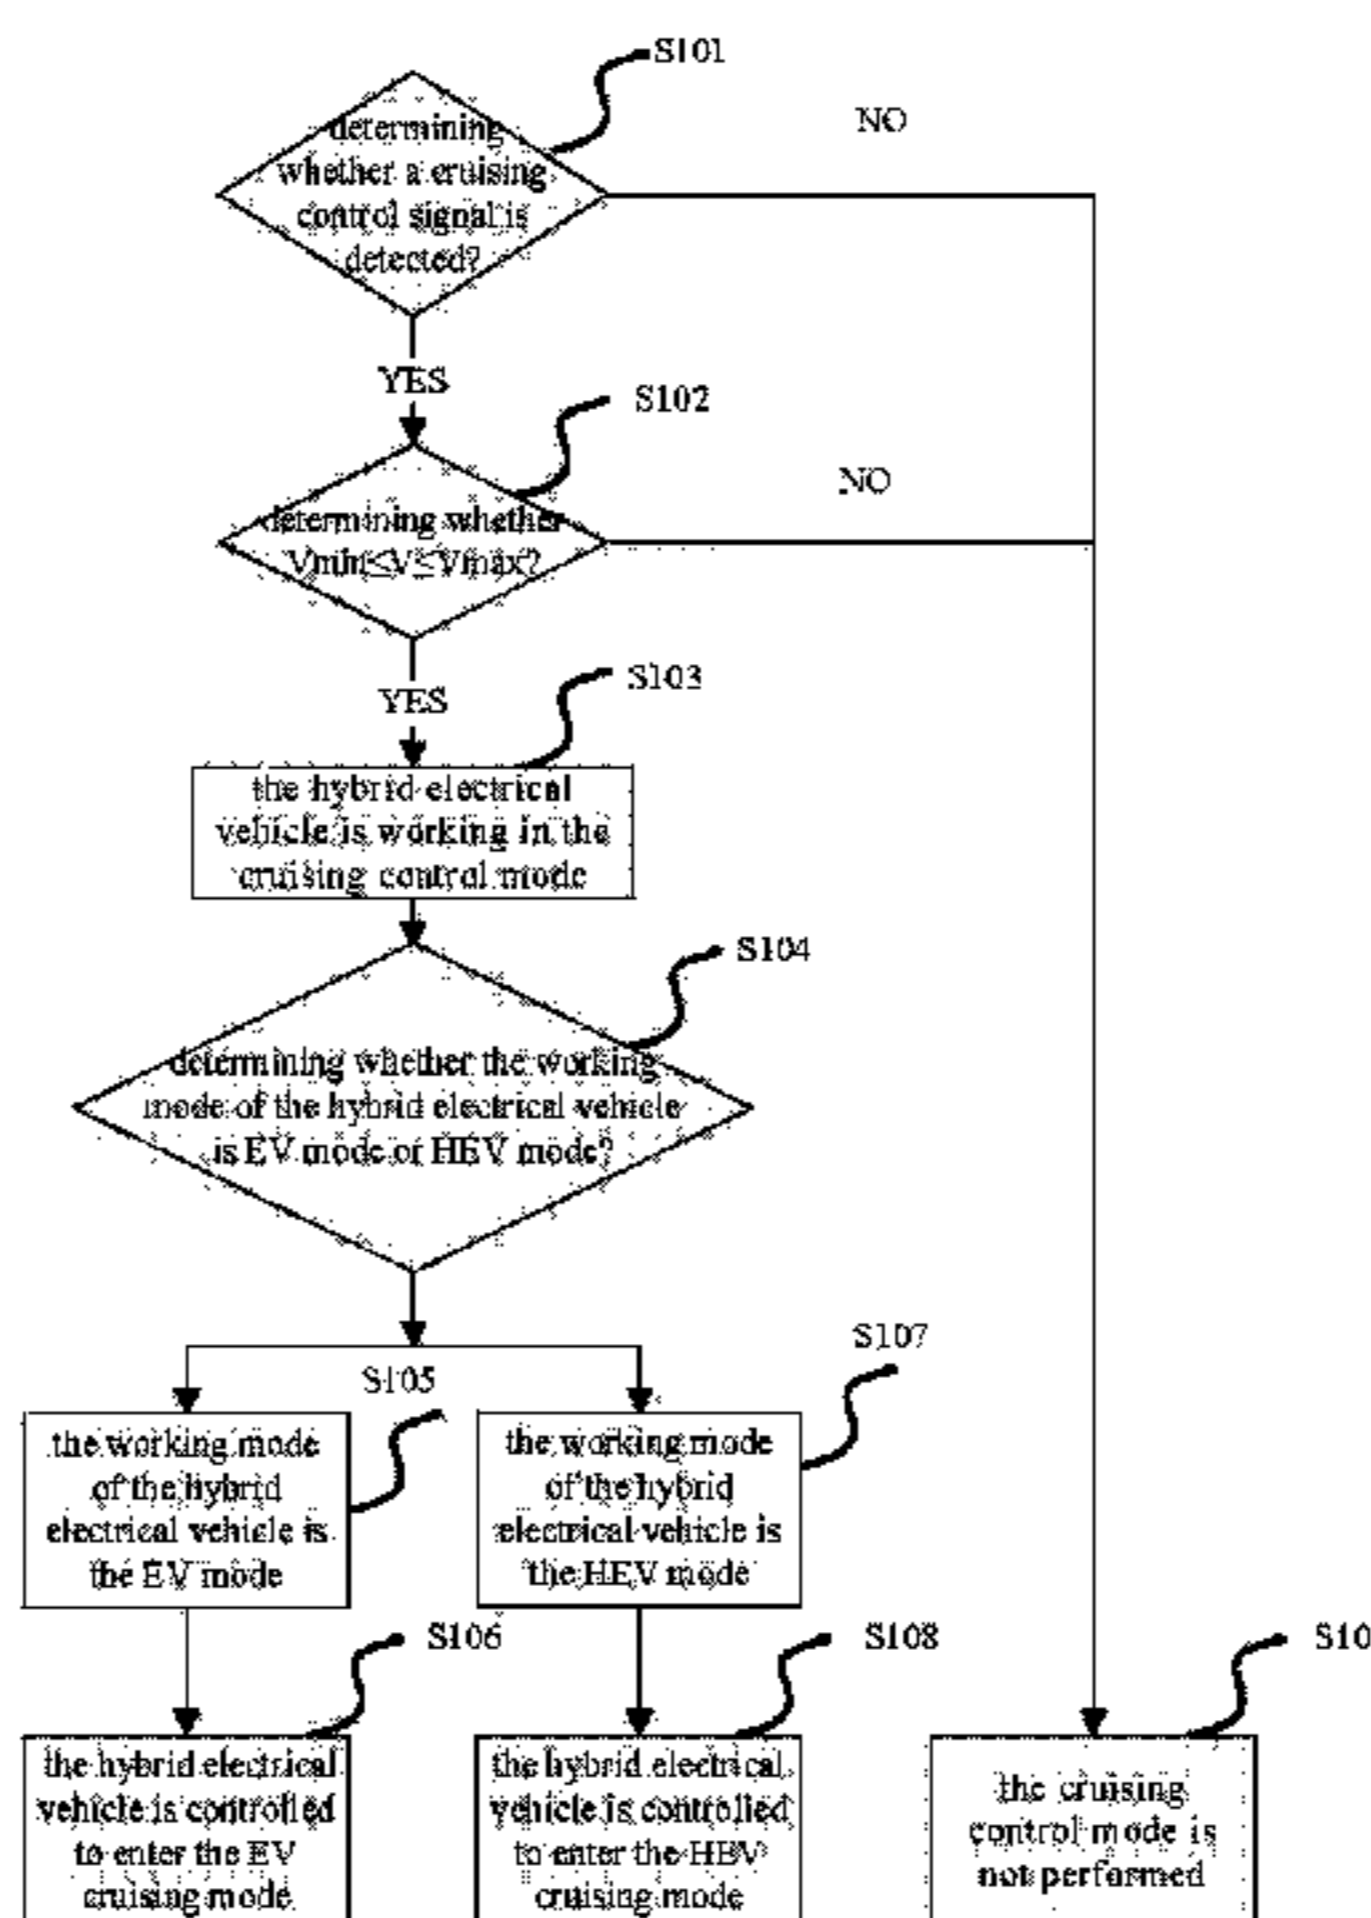 S101
NO
determining
whether a cruising
control signal is
detected?
YES
S102
NO
determining whether
Vmin≤V≤Vmax?
YES
S103
the hybrid electrical
vehicle is working in the
cruising control mode
S104
determining whether the working
mode of the hybrid electrical vehicle
is EV mode or HEV mode?
S107
S105
the working mode
of the hybrid
electrical vehicle is
the EV mode
the working mode
of the hybrid
electrical vehicle is
the HEV mode
S106
S108
S10
the hybrid electrical
vehicle is controlled
to enter the EV
cruising mode
the hybrid electrical
vehicle is controlled
to enter the HEV
cruising mode
the cruising
control mode is
not performed